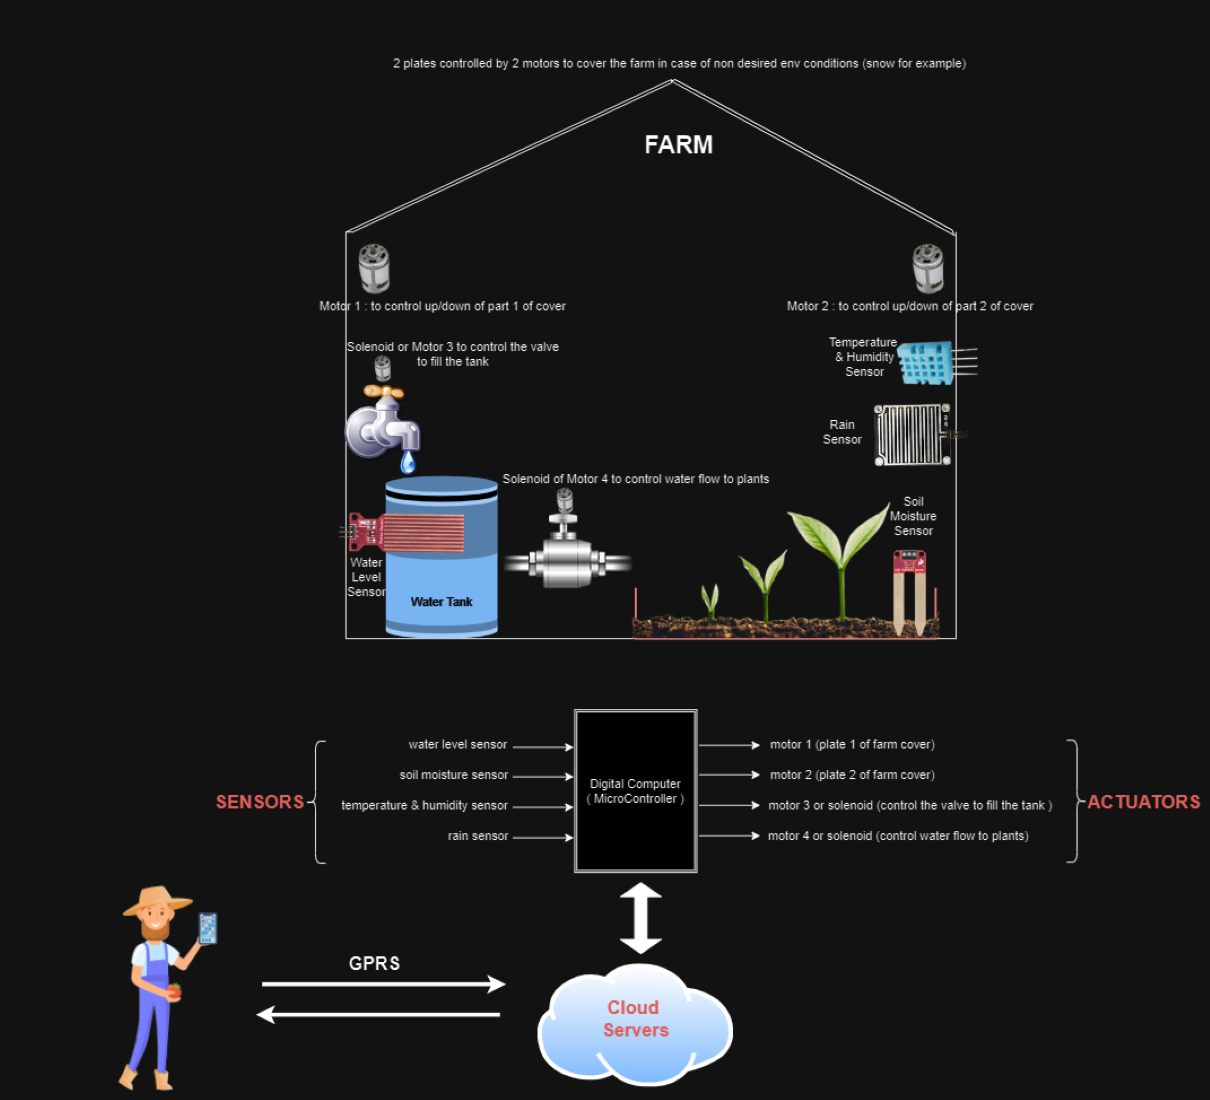 2 plates controlled by 2 motors to cover the farm in case of non desired env conditions (snow for example)
FARM
Motor 1 : to control up/down of part 1 of cover
Motor 2 : to control up/down of part 2 of cover
Solenoid or Motor 3 to control the valve
to fill the tank
Temperature
& Humidity
Sensor
Rain
Sensor
Solenoid of Motor 4 to control water flow to plants
Soil
Moisture
Sensor
Water
Level
Sensor
Water Tank
SENSORS
water level sensor
soil moisture sensor
temperature & humidity sensor
rain sensor
Digital Computer
( MicroController )
motor 1 (plate 1 of farm cover)
motor 2 (plate 2 of farm cover)
motor 3 or solenoid (control the valve to fill the tank )
motor 4 or solenoid (control water flow to plants)
ACTUATORS
GPRS
Cloud
Servers